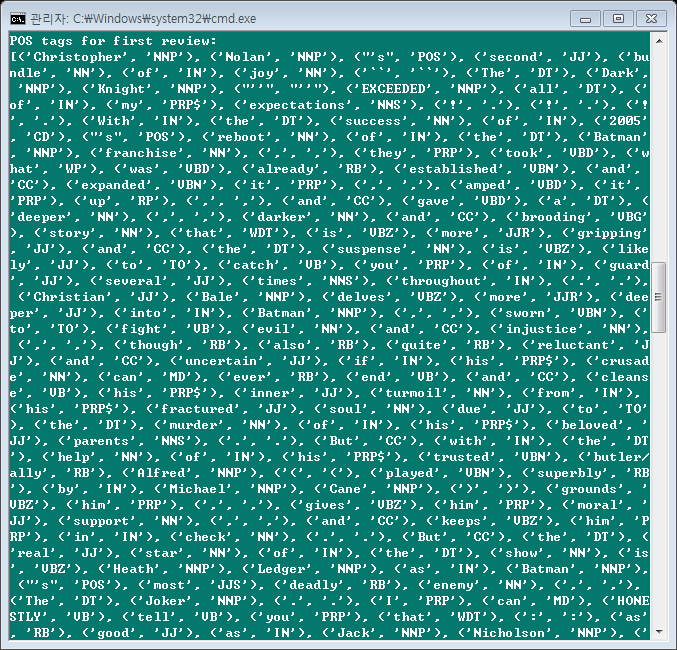 관리자: C:\Windows\system32\cmd.exe
POS tags for first review:
[('Christopher', 'NNP'), ('Nolan', 'NNP'), ("'s", 'POS'), ('second', 'JJ'), ('bu
ndle', 'NN'), ('of', 'IN'), ('joy', 'NN'), ('``', '``'), ('The', 'DT'), ('Dark',
 'NNP'), ('Knight', 'NNP'), ("''", "''"), ('EXCEEDED', 'NNP'), ('all', 'DT'), ('
of', 'IN'), ('my', 'PRP$'), ('expectations', 'NNS'), ('!', '.'), ('!', '.'), ('!
', '.'), ('With', 'IN'), ('the', 'DT'), ('success', 'NN'), ('of', 'IN'), ('2005'
, 'CD'), ("'s", 'POS'), ('reboot', 'NN'), ('of', 'IN'), ('the', 'DT'), ('Batman'
, 'NNP'), ('franchise', 'NN'), (',', ','), ('they', 'PRP'), ('took', 'VBD'), ('w
hat', 'WP'), ('was', 'VBD'), ('already', 'RB'), ('established', 'VBN'), ('and',
'CC'), ('expanded', 'VBN'), ('it', 'PRP'), (',', ','), ('amped', 'VBD'), ('it',
'PRP'), ('up', 'RP'), (',', ','), ('and', 'CC'), ('gave', 'VBD'), ('a', 'DT'), (
'deeper', 'NN'), (',', ','), ('darker', 'NN'), ('and', 'CC'), ('brooding', 'VBG'
), ('story', 'NN'), ('that', 'WDT'), ('is', 'VBZ'), ('more', 'JJR'), ('gripping'
, 'JJ'), ('and', 'CC'), ('the', 'DT'), ('suspense', 'NN'), ('is', 'VBZ'), ('like
ly', 'JJ'), ('to', 'TO'), ('catch', 'VB'), ('you', 'PRP'), ('of', 'IN'), ('guard
', 'JJ'), ('several', 'JJ'), ('times', 'NNS'), ('throughout', 'IN'), ('.', '.'),
 ('Christian', 'JJ'), ('Bale', 'NNP'), ('delves', 'VBZ'), ('more', 'JJR'), ('dee
per', 'JJ'), ('into', 'IN'), ('Batman', 'NNP'), (',', ','), ('sworn', 'VBN'), ('
to', 'TO'), ('fight', 'VB'), ('evil', 'NN'), ('and', 'CC'), ('injustice', 'NN'),
 (',', ','), ('though', 'RB'), ('also', 'RB'), ('quite', 'RB'), ('reluctant', 'J
J'), ('and', 'CC'), ('uncertain', 'JJ'), ('if', 'IN'), ('his', 'PRP$'), ('crusad
e', 'NN'), ('can', 'MD'), ('ever', 'RB'), ('end', 'VB'), ('and', 'CC'), ('cleans
e', 'VB'), ('his', 'PRP$'), ('inner', 'JJ'), ('turmoil', 'NN'), ('from', 'IN'),
('his', 'PRP$'), ('fractured', 'JJ'), ('soul', 'NN'), ('due', 'JJ'), ('to', 'TO'
), ('the', 'DT'), ('murder', 'NN'), ('of', 'IN'), ('his', 'PRP$'), ('beloved', '
JJ'), ('parents', 'NNS'), ('.', '.'), ('But', 'CC'), ('with', 'IN'), ('the', 'DT
'), ('help', 'NN'), ('of', 'IN'), ('his', 'PRP$'), ('trusted', 'VBN'), ('butler/
ally', 'RB'), ('Alfred', 'NNP'), ('(', '('), ('played', 'VBN'), ('superbly', 'RB
'), ('by', 'IN'), ('Michael', 'NNP'), ('Cane', 'NNP'), (')', ')'), ('grounds', '
VBZ'), ('him', 'PRP'), (',', ','), ('gives', 'VBZ'), ('him', 'PRP'), ('moral', '
JJ'), ('support', 'NN'), (',', ','), ('and', 'CC'), ('keeps', 'VBZ'), ('him', 'P
RP'), ('in', 'IN'), ('check', 'NN'), ('.', '.'), ('But', 'CC'), ('the', 'DT'), (
'real', 'JJ'), ('star', 'NN'), ('of', 'IN'), ('the', 'DT'), ('show', 'NN'), ('is
', 'VBZ'), ('Heath', 'NNP'), ('Ledger', 'NNP'), ('as', 'IN'), ('Batman', 'NNP'),
 ("'s", 'POS'), ('most', 'JJS'), ('deadly', 'RB'), ('enemy', 'NN'), (',', ','),
('The', 'DT'), ('Joker', 'NNP'), ('.', '.'), ('I', 'PRP'), ('can', 'MD'), ('HONE
STLY', 'VB'), ('tell', 'VB'), ('you', 'PRP'), ('that', 'WDT'), (':', ':'), ('as'
, 'RB'), ('good', 'JJ'), ('as', 'IN'), ('Jack', 'NNP'), ('Nicholson', 'NNP'), ('